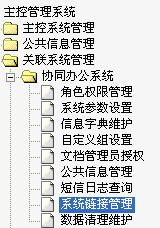 主控管理系统
主控系统管理
公共信息管理
关联系统管理
协同办公系统
角色权限管理
系统参数设置
信息字典维护
自定义组设置
文档管理员授权
公共信息管理
短信日志查询
系统链接管理
数据清理维护